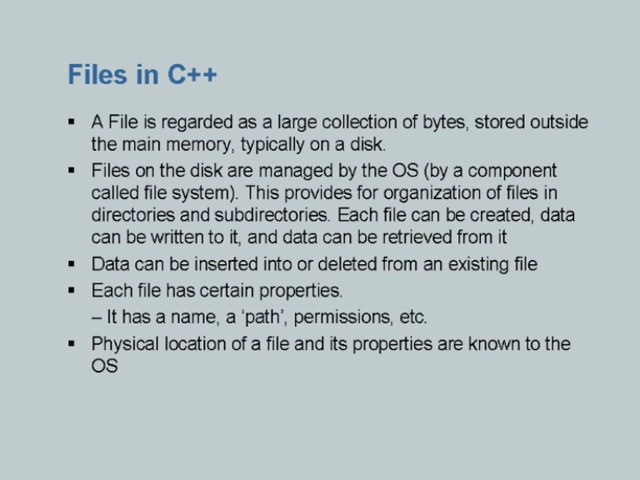 Files in C++
▪ A File is regarded as a large collection of bytes, stored outside
the main memory, typically on a disk.
▪ Files on the disk are managed by the OS (by a component
called file system). This provides for organization of files in
directories and subdirectories. Each file can be created, data
can be written to it, and data can be retrieved from it
▪ Data can be inserted into or deleted from an existing file
▪ Each file has certain properties.
– It has a name, a ‘path’, permissions, etc.
▪ Physical location of a file and its properties are known to the
OS